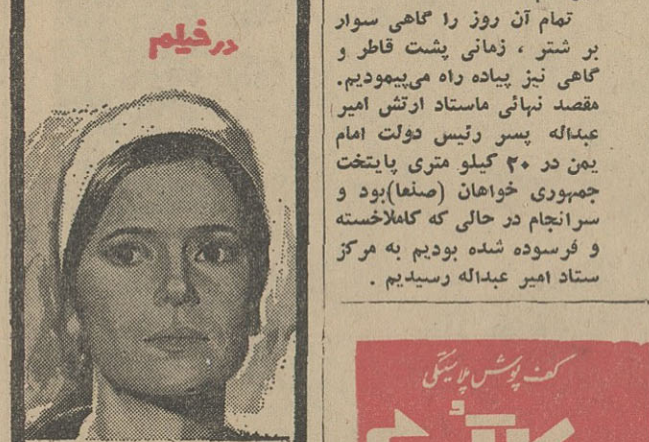 در فیلم
تمام آن روز را گاهی سوار
بر شتر ، زمانی پشت قاطر و
گاهی نیز پیاده راه می‌پیمودیم.
مقصد نهائی ماستاد ارتش امیر
عبداله پسر رئیس دولت امام
یمن در ۲۰ کیلو متری پایتخت
جمهوری خواهان (صنعا)بود و
سرانجام در حالی که کاملاخسته
و فرسوده شده بودیم به مرکز
ستاد امیر عبداله رسیدیم .
کف پوش پلاستیکی